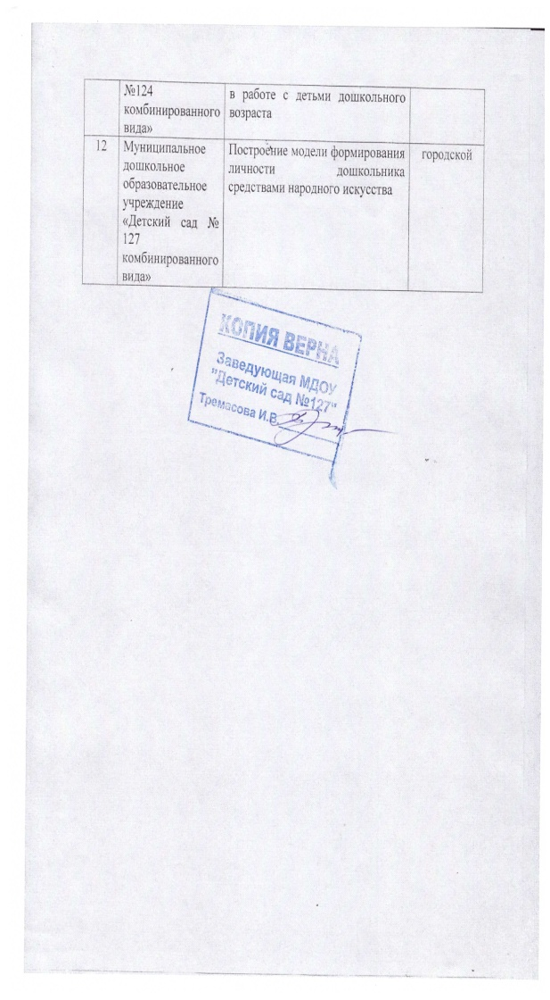 №124
комбинированного
вида»
в работе с детьми дошкольного
возраста
12
Муниципальное
дошкольное
образовательное
учреждение
«Детский сад №
127
комбинированного
вида»
Построение модели формирования
личности дошкольника
средствами народного искусства
городской
КОПИЯ ВЕРНА
Заведующая МДОУ
"Детский сад №127"
Тремасова И.В.